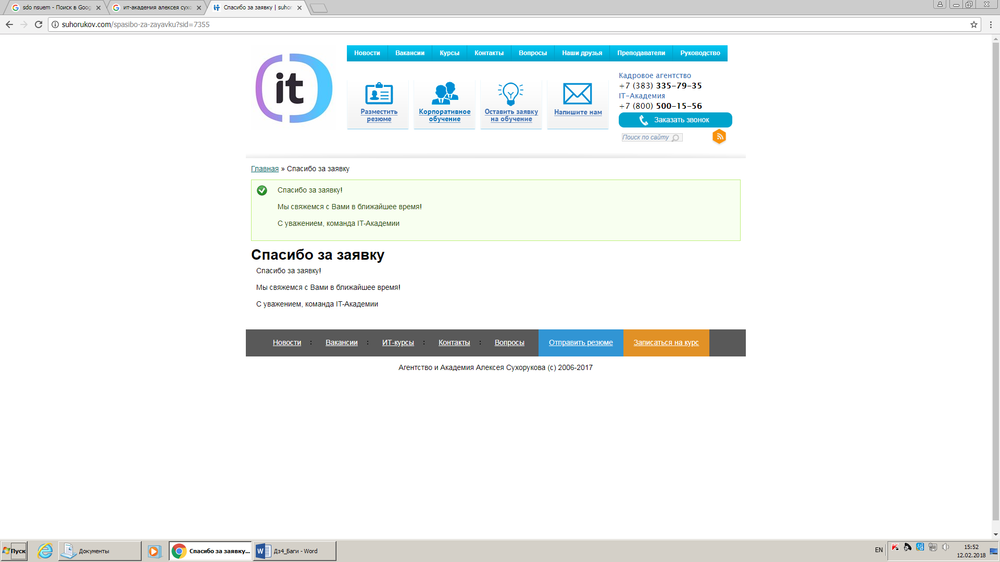 sdo nsuem - Поиск в Goog
ит-академия алексея сухо
Спасибо за заявку | suhor
suhorukov.com/spasibo-za-zayavku?sid=7355
it
Новости Вакансии Курсы Контакты Вопросы Наши друзья Преподаватели Руководство
Разместить
резюме
Корпоративное
обучение
Оставить заявку
на обучение
Напишите нам
Кадровое агентство
+7 (383) 335-79-35
IT-Академия
+7 (800) 500-15-56
Заказать звонок
Поиск по сайту
Главная » Спасибо за заявку
Спасибо за заявку!
Мы свяжемся с Вами в ближайшее время!
С уважением, команда IT-Академии
Спасибо за заявку
Спасибо за заявку!
Мы свяжемся с Вами в ближайшее время!
С уважением, команда IT-Академии
Новости : Вакансии : ИТ-курсы : Контакты : Вопросы Отправить резюме Записаться на курс
Агентство и Академия Алексея Сухорукова (c) 2006-2017
Пуск Документы Спасибо за заявку... Дз4_Баги - Word EN 15:52
12.02.2018